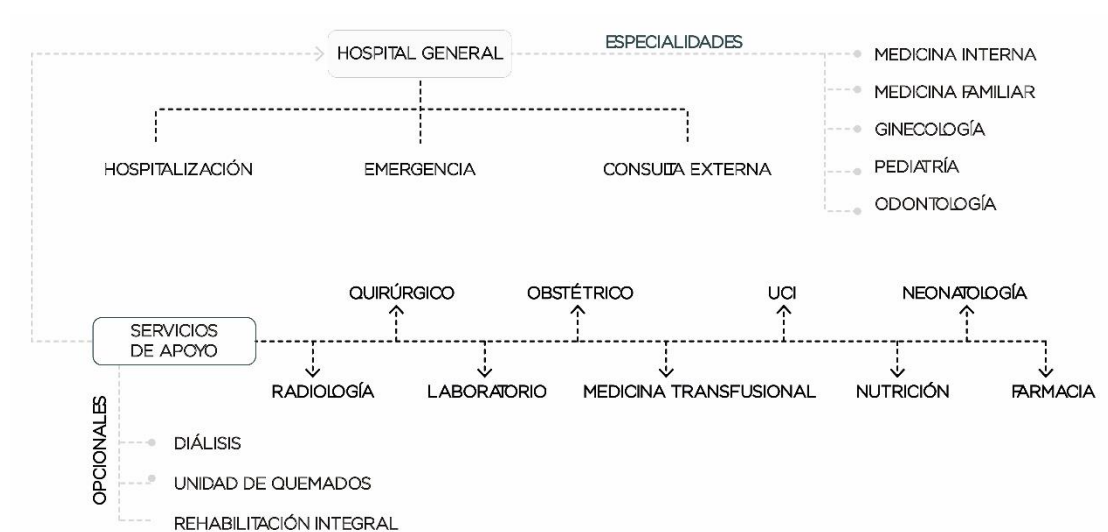 HOSPITAL GENERAL
ESPECIALIDADES
MEDICINA INTERNA
MEDICINA FAMILIAR
GINECOLOGÍA
PEDIATRÍA
ODONTOLOGÍA
HOSPITALIZACIÓN
EMERGENCIA
CONSULTA EXTERNA
QUIRÚRGICO
OBSTÉTRICO
UCI
NEONATOLOGÍA
SERVICIOS
DE APOYO
RADIOLOGÍA
LABORATORIO
MEDICINA TRANSFUSIONAL
NUTRICIÓN
FARMACIA
OPCIONALES
DIÁLISIS
UNIDAD DE QUEMADOS
REHABILITACIÓN INTEGRAL